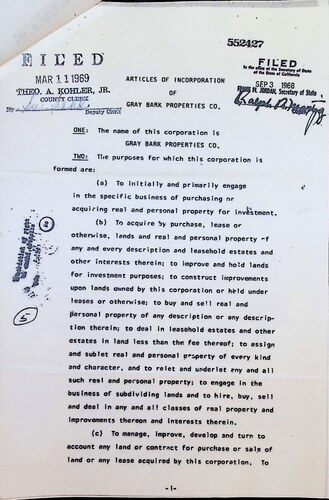 552427
FILED
MAR 11 1969
THEO. A. KOHLER, JR.
COUNTY CLERK
By
Deputy Clerk
FILED
in the office of the Secretary of State
of the State of California
SEP 3 1968
FRANK M. JORDAN, Secretary of State
ARTICLES OF INCORPORATION
OF
GRAY BARK PROPERTIES CO.
ONE: The name of this corporation is
GRAY BARK PROPERTIES CO.
TWO: The purposes for which this corporation is
formed are:
(a) To initially and primarily engage
in the specific business of purchasing or
acquiring real and personal property for investment.
(b) To acquire by purchase, lease or
otherwise, lands and real and personal property of
any and every description and leasehold estates and
other interests therein; to improve and hold lands
for investment purposes; to construct improvements
upon lands owned by this corporation or held under
leases or otherwise; to buy and sell real and
personal property of any description or any descrip-
tion therein; to deal in leasehold estates and other
estates in land less than the fee thereof; to assign
and sublet real and personal property of every kind
and character, and to relet and underlet any and all
such real and personal property; to engage in the
business of subdividing lands and to hire, buy, sell
and deal in any and all classes of real property and
improvements thereon and interests therein.
(c) To manage, improve, develop and turn to
account any land or contract for purchase or sale of
land or any lease acquired by this corporation. To
2
5
-1-